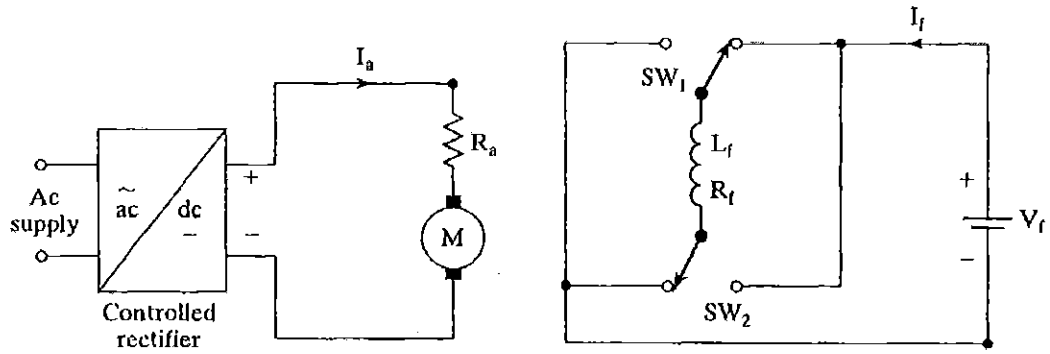 Ac
supply
~
ac
dc
–
+
–
Controlled
rectifier
I_a
R_a
M
SW_1
L_f
R_f
SW_2
I_f
+
V_f
–